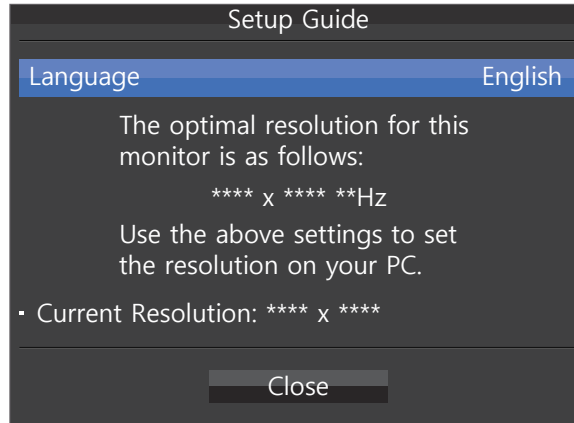 Setup Guide
Language English
The optimal resolution for this
monitor is as follows:
**** x **** **Hz
Use the above settings to set
the resolution on your PC.
Current Resolution: **** x ****
Close